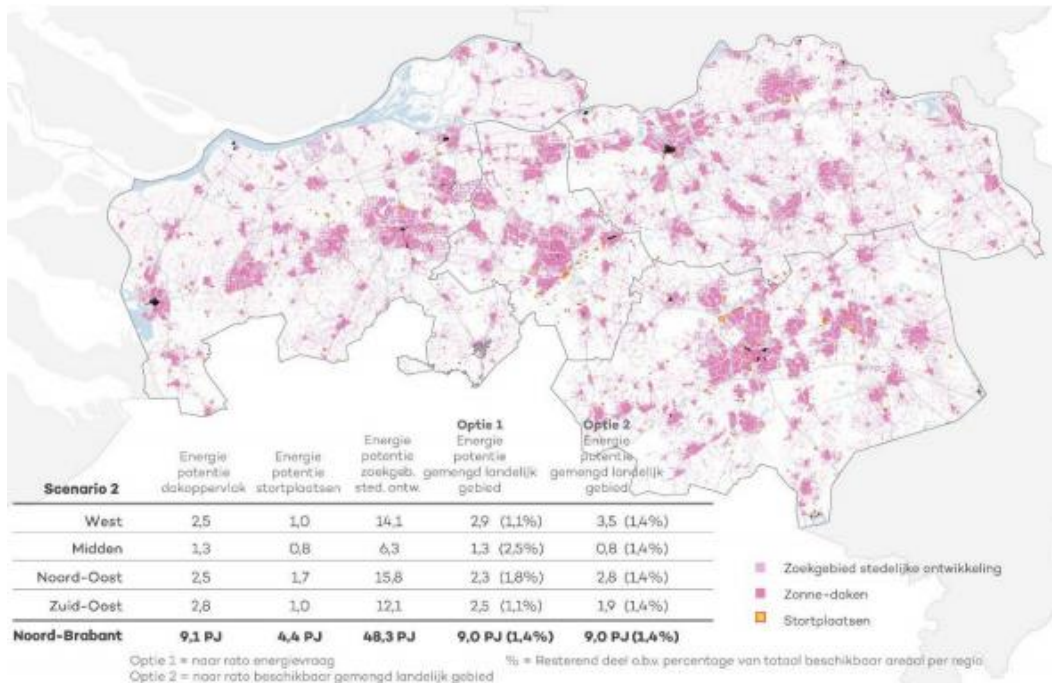 Optie 1
Optie 2
Energie
Energie
Energie
Energie
Energie
potentie
potentie
potentie
potentie
potentie
zoekgeb.
gemengd landelijk
gemengd landelijk
Scenario 2
dakoppervlak
stortplaatsen
sted. ontw.
gebied
gebied
West 2,5 1,0 14,1 2,9 (1,1%) 3,5 (1,4%)
Midden 1,3 0,8 6,3 1,3 (2,5%) 0,8 (1,4%)
Noord-Oost 2,5 1,7 15,8 2,3 (1,8%) 2,8 (1,4%)
Zuid-Oost 2,8 1,0 12,1 2,5 (1,1%) 1,9 (1,4%)
Noord-Brabant 9,1 PJ 4,4 PJ 48,3 PJ 9,0 PJ (1,4%) 9,0 PJ (1,4%)
Zoekgebied stedelijke ontwikkeling
Zonne-daken
Stortplaatsen
Optie 1 = naar rato energievraag
% = Resterend deel o.b.v. percentage van totaal beschikbaar areaal per regio
Optie 2 = naar rato beschikbaar gemengd landelijk gebied